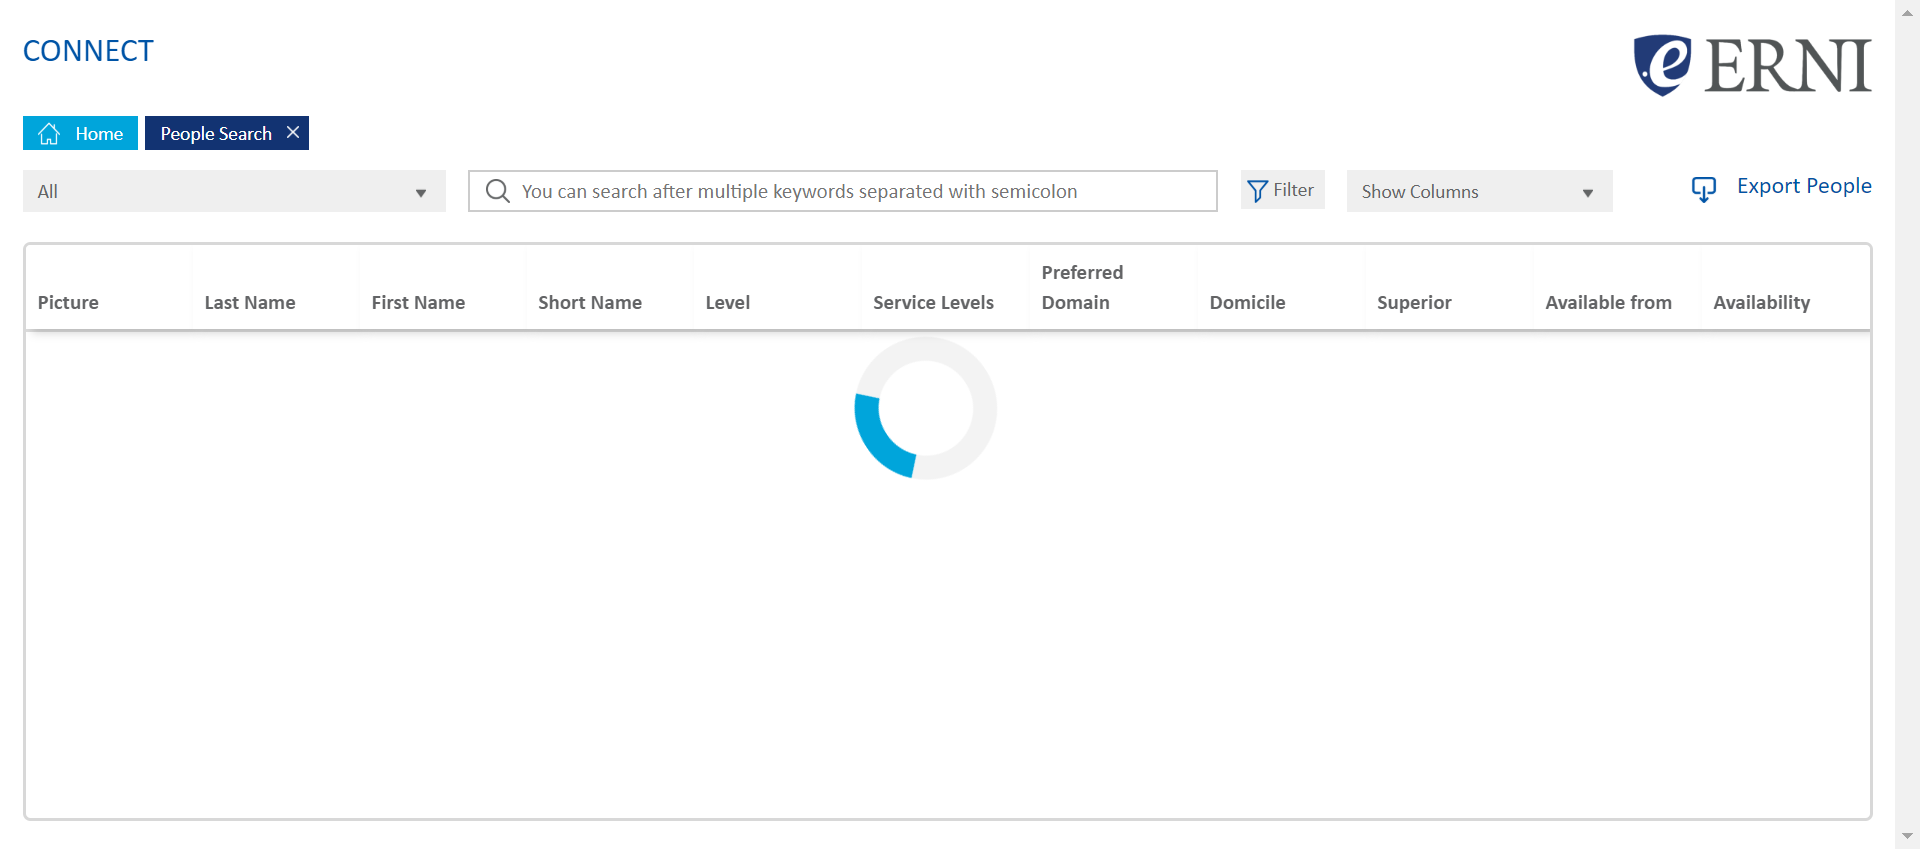 CONNECT
e ERNI
Home
People Search
All
You can search after multiple keywords separated with semicolon
Filter
Show Columns
Export People
Picture
Last Name
First Name
Short Name
Level
Service Levels
Preferred
Domain
Domicile
Superior
Available from
Availability